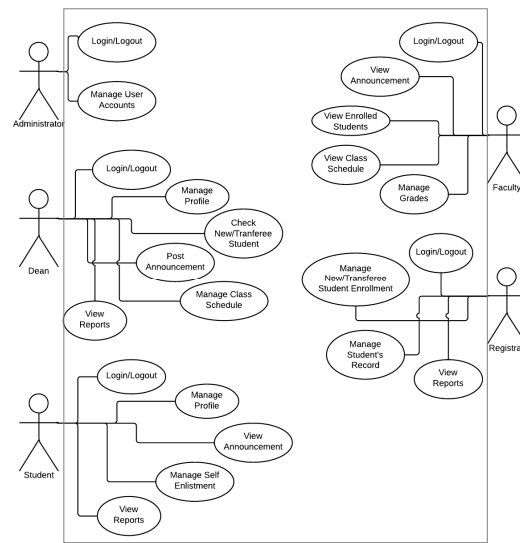 Login/Logout
Manage User
Accounts
Administrator
Login/Logout
Manage
Profile
Check
New/Tranferee
Student
Post
Announcement
Manage Class
Schedule
View
Reports
Dean
Login/Logout
Manage
Profile
View
Announcement
Manage Self
Enlistment
View
Reports
Student
Login/Logout
View
Announcement
View Enrolled
Students
View Class
Schedule
Manage
Grades
Faculty
Login/Logout
Manage
New/Transferee
Student Enrollment
Manage
Student's
Record
View
Reports
Registra